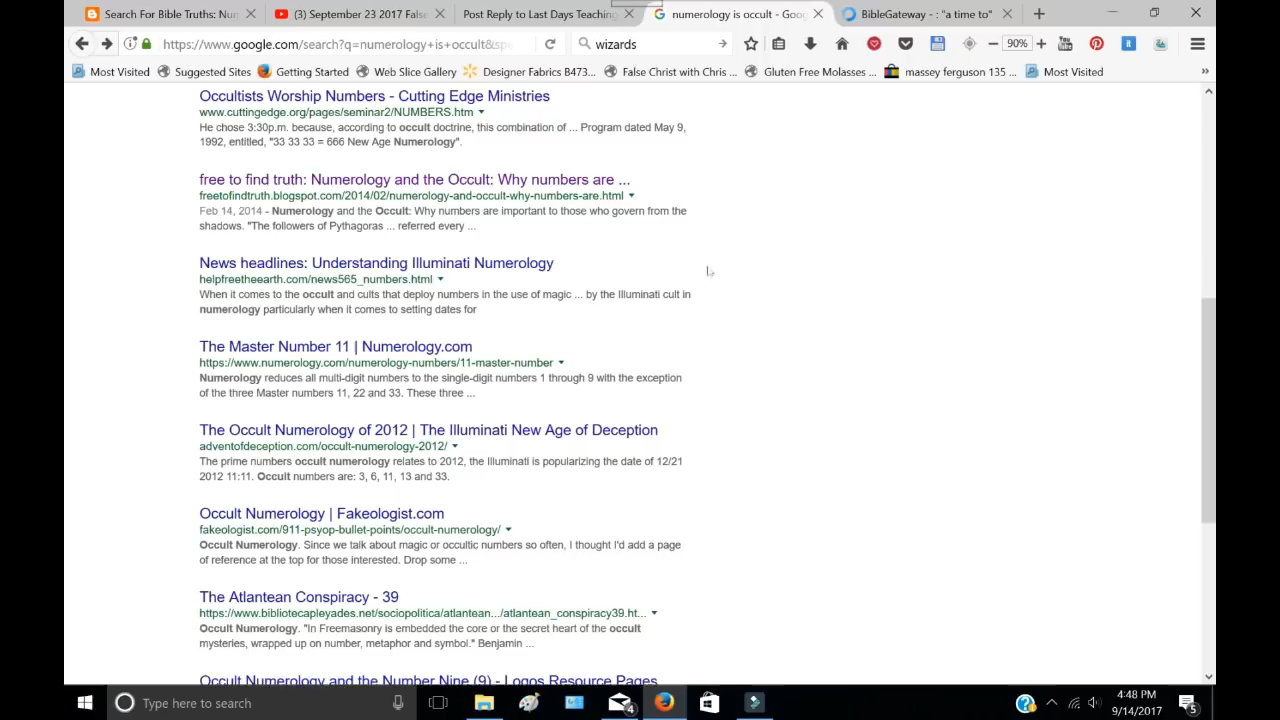 Search For Bible Truths: Nu
(3) September 23 2017 False
Post Reply to Last Days Teaching
numerology is occult - Goo
BibleGateway - : "a time to"
https://www.google.com/search?q=numerology+is+occult&spe
wizards
90%
Most Visited
Suggested Sites
Getting Started
Web Slice Gallery
Designer Fabrics B473...
False Christ with Chris ...
Gluten Free Molasses ...
massey ferguson 135 ...
Most Visited
Occultists Worship Numbers - Cutting Edge Ministries
www.cuttingedge.org/pages/seminar2/NUMBERS.htm
He chose 3:30p.m. because, according to occult doctrine, this combination of ... Program dated May 9,
1992, entitled, "33 33 33 = 666 New Age Numerology".
free to find truth: Numerology and the Occult: Why numbers are ...
freetofindtruth.blogspot.com/2014/02/numerology-and-occult-why-numbers-are.html
Feb 14, 2014 - Numerology and the Occult: Why numbers are important to those who govern from the
shadows. "The followers of Pythagoras ... referred every ...
News headlines: Understanding Illuminati Numerology
helpfreetheearth.com/news565_numbers.html
When it comes to the occult and cults that deploy numbers in the use of magic ... by the Illuminati cult in
numerology particularly when it comes to setting dates for
The Master Number 11 | Numerology.com
https://www.numerology.com/numerology-numbers/11-master-number
Numerology reduces all multi-digit numbers to the single-digit numbers 1 through 9 with the exception
of the three Master numbers 11, 22 and 33. These three ...
The Occult Numerology of 2012 | The Illuminati New Age of Deception
adventofdeception.com/occult-numerology-2012/
The prime numbers occult numerology relates to 2012, the Illuminati is popularizing the date of 12/21
2012 11:11. Occult numbers are: 3, 6, 11, 13 and 33.
Occult Numerology | Fakeologist.com
fakeologist.com/911-psyop-bullet-points/occult-numerology/
Occult Numerology. Since we talk about magic or occultic numbers so often, I thought I'd add a page
of reference at the top for those interested. Drop some ...
The Atlantean Conspiracy - 39
https://www.bibliotecapleyades.net/sociopolitica/atlantean.../atlantean_conspiracy39.ht...
Occult Numerology. "In Freemasonry is embedded the core or the secret heart of the occult
mysteries, wrapped up on number, metaphor and symbol." Benjamin ...
Occult Numerology and the Number Nine (9) - Logos Resource Pages
Type here to search
4
4:48 PM
9/14/2017
5